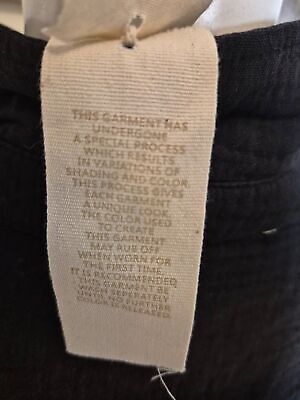 THIS GARMENT HAS
UNDERGONE
A SPECIAL PROCESS
WHICH RESULTS
IN VARIATIONS OF
SHADING AND COLOR
THIS PROCESS GIVES
EACH GARMENT
A UNIQUE LOOK.
THE COLOR USED
TO CREATE
THIS GARMENT
MAY RUB OFF
WHEN WORN FOR
THE FIRST TIME.
IT IS RECOMMENDED
THIS GARMENT BE
WACH SEPERATELY
UNTIL NO FURTHER
COLOR IS RELEASED.